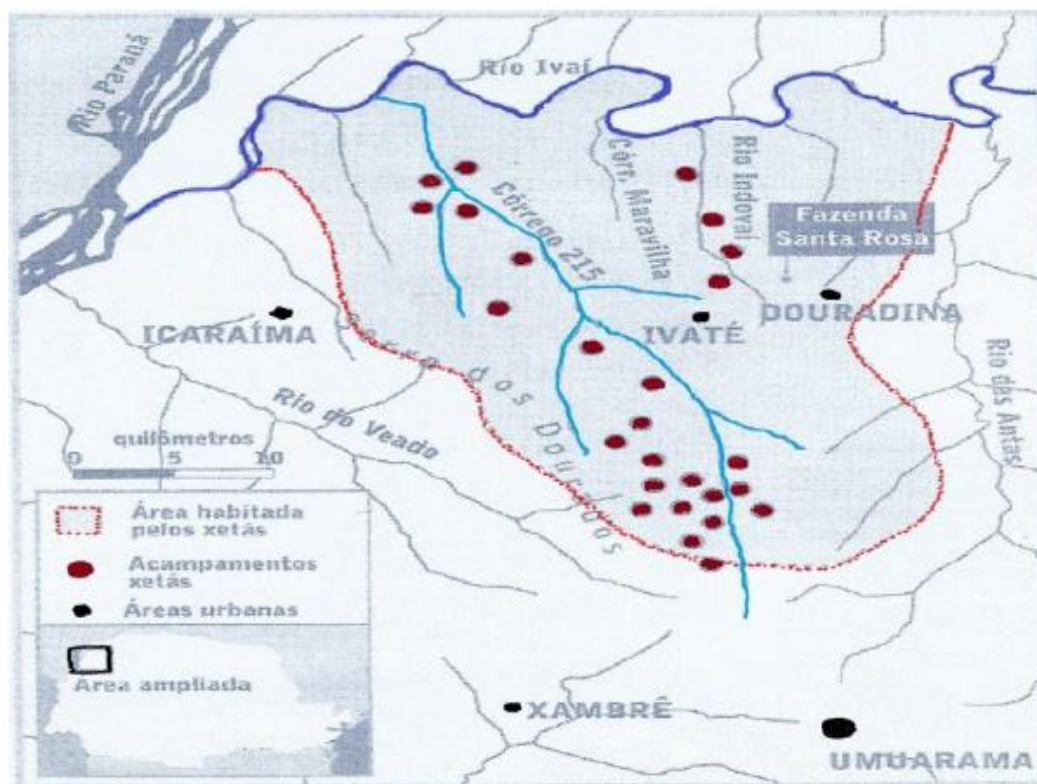 Rio Paraná
Rio Ivaí
Córr. Maravilha
Rio Indovaí
Córrego 215
Fazenda
Santa Rosa
DOURADINA
ICARAÍMA
IVATÉ
Serra dos Dourados
Rio do Veado
Rio das Antas
quilômetros
0 5 10
Área habitada
pelos xetás
Acampamentos
xetás
Áreas urbanas
Área ampliada
XAMBRÊ
UMUARAMA